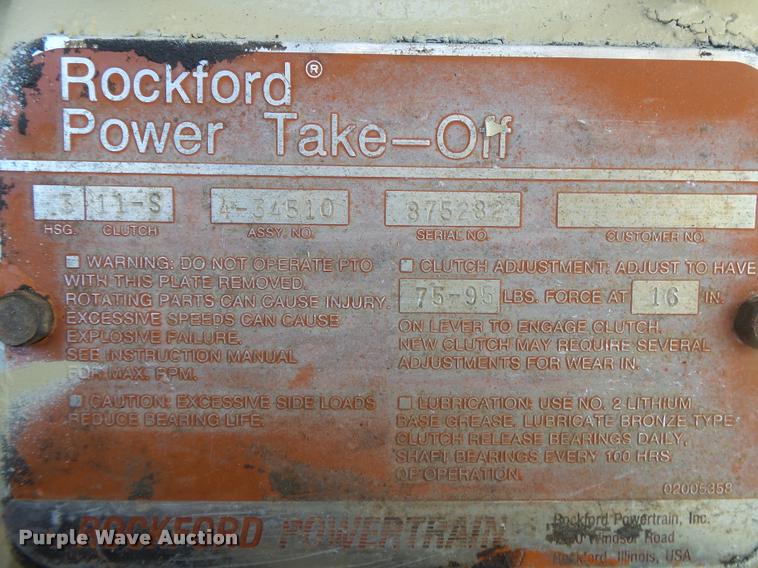 Rockford®
Power Take-Off
3 11-S 4-34510 875282
HSG. CLUTCH ASSY. NO. SERIAL NO. CUSTOMER NO.
WARNING: DO NOT OPERATE PTO
WITH THIS PLATE REMOVED.
ROTATING PARTS CAN CAUSE INJURY.
EXCESSIVE SPEEDS CAN CAUSE
EXPLOSIVE FAILURE.
SEE INSTRUCTION MANUAL
FOR MAX. RPM.
CAUTION: EXCESSIVE SIDE LOADS
REDUCE BEARING LIFE.
CLUTCH ADJUSTMENT: ADJUST TO HAVE
75-95 LBS. FORCE AT 16 IN.
ON LEVER TO ENGAGE CLUTCH.
NEW CLUTCH MAY REQUIRE SEVERAL
ADJUSTMENTS FOR WEAR IN.
LUBRICATION: USE NO. 2 LITHIUM
BASE GREASE. LUBRICATE BRONZE TYPE
CLUTCH RELEASE BEARINGS DAILY,
SHAFT BEARINGS EVERY 100 HRS
OF OPERATION.
02005358
ROCKFORD POWERTRAIN
Rockford Powertrain, Inc.
Windsor Road
Rockford, Illinois, USA
Purple Wave Auction